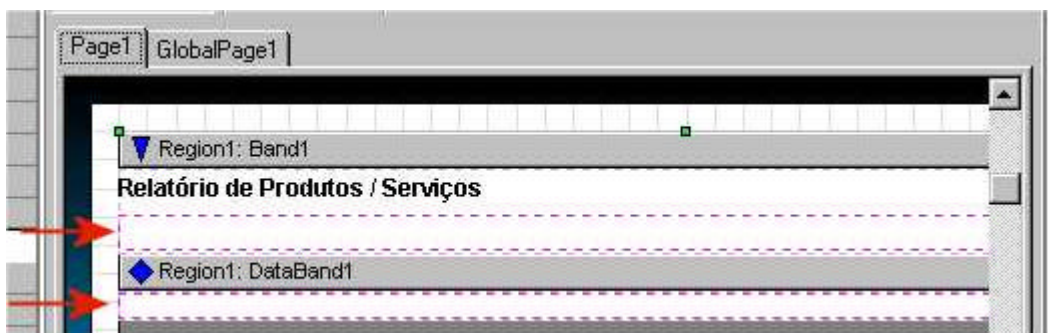 Page1 GlobalPage1
Region1: Band1
Relatório de Produtos / Serviços
Region1: DataBand1